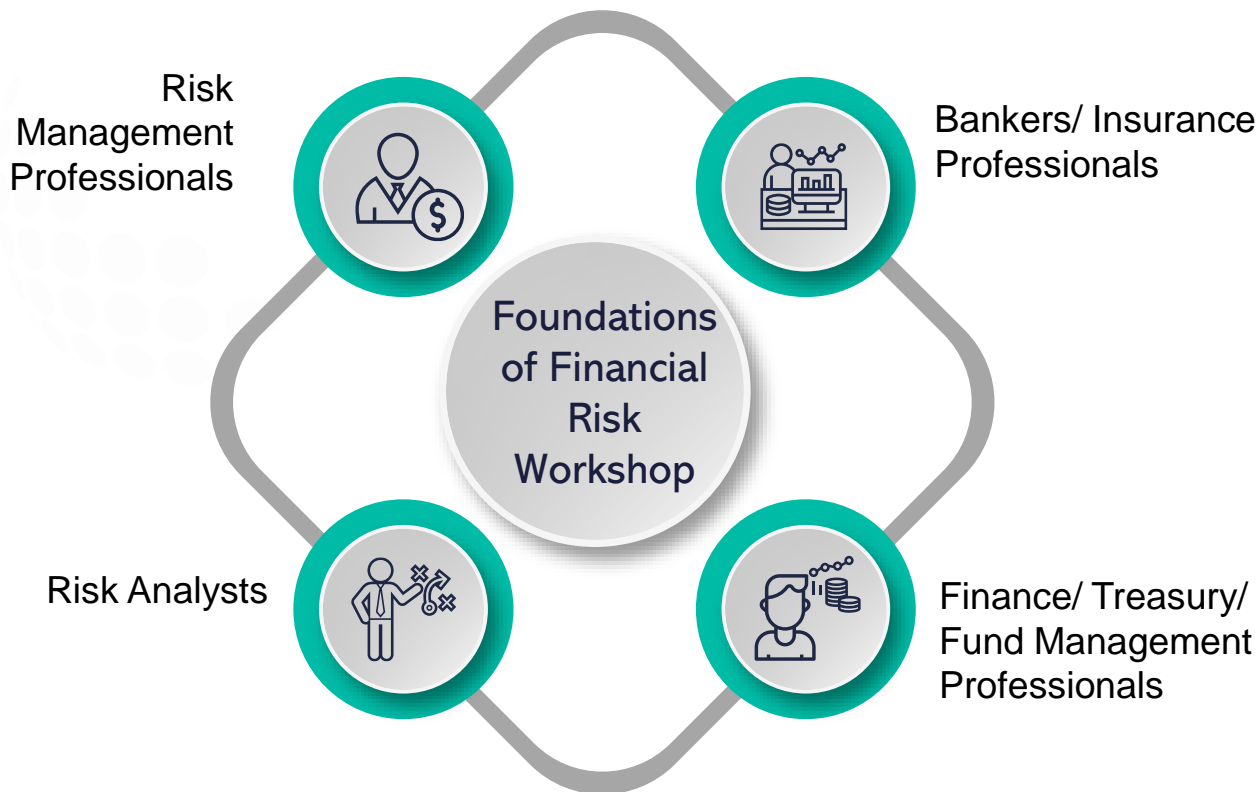 Risk
Management
Professionals
Bankers/ Insurance
Professionals
Foundations
of Financial
Risk
Workshop
Risk Analysts
Finance/ Treasury/
Fund Management
Professionals
$